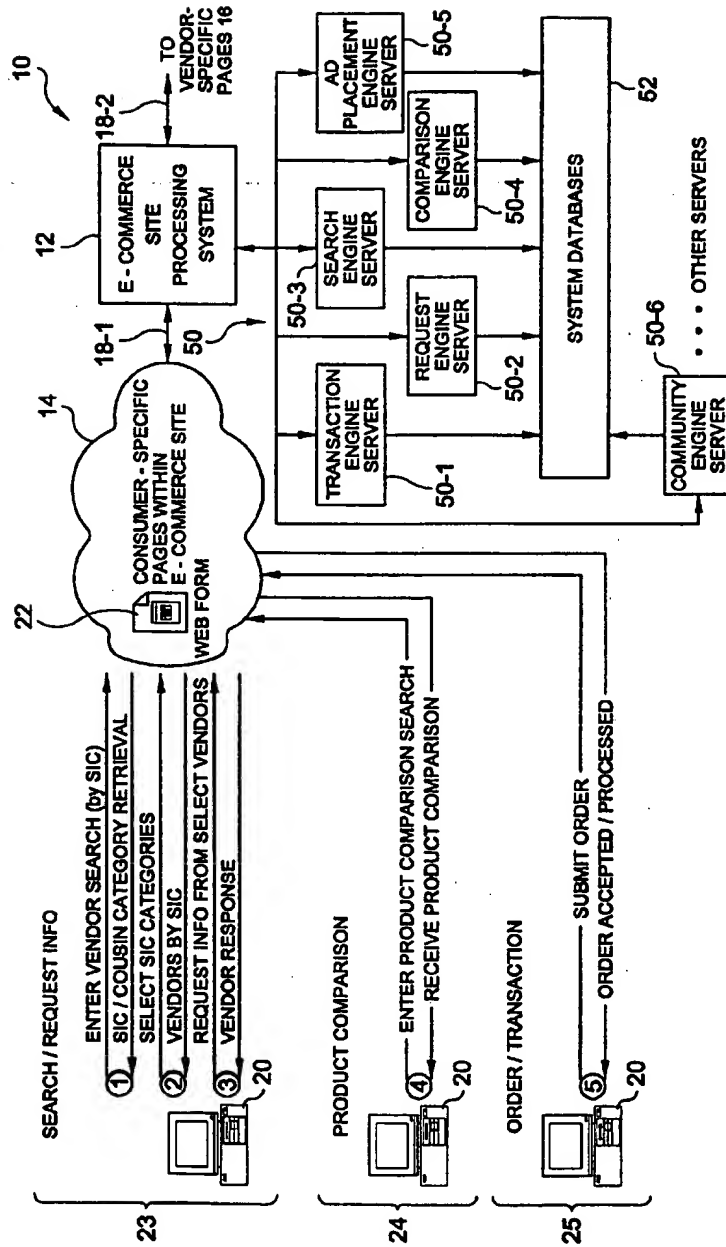 SEARCH / REQUEST INFO
ENTER VENDOR SEARCH (by SIC)
1
SIC / COUSIN CATEGORY RETRIEVAL
SELECT SIC CATEGORIES
2
VENDORS BY SIC
REQUEST INFO FROM SELECT VENDORS
3
VENDOR RESPONSE
20
23
PRODUCT COMPARISON
ENTER PRODUCT COMPARISON SEARCH
4
RECEIVE PRODUCT COMPARISON
20
24
ORDER / TRANSACTION
SUBMIT ORDER
5
ORDER ACCEPTED / PROCESSED
20
25
22
14
CONSUMER - SPECIFIC
PAGES WITHIN
E - COMMERCE SITE
WEB FORM
18-1
12
E - COMMERCE
SITE
PROCESSING
SYSTEM
10
18-2
TO
VENDOR-
SPECIFIC
PAGES 16
50
TRANSACTION
ENGINE
SERVER
50-1
REQUEST
ENGINE
SERVER
50-2
SEARCH
ENGINE
SERVER
50-3
COMPARISON
ENGINE
SERVER
50-4
AD
PLACEMENT
ENGINE
SERVER
50-5
SYSTEM DATABASES
52
COMMUNITY
ENGINE
SERVER
50-6
• • • OTHER SERVERS